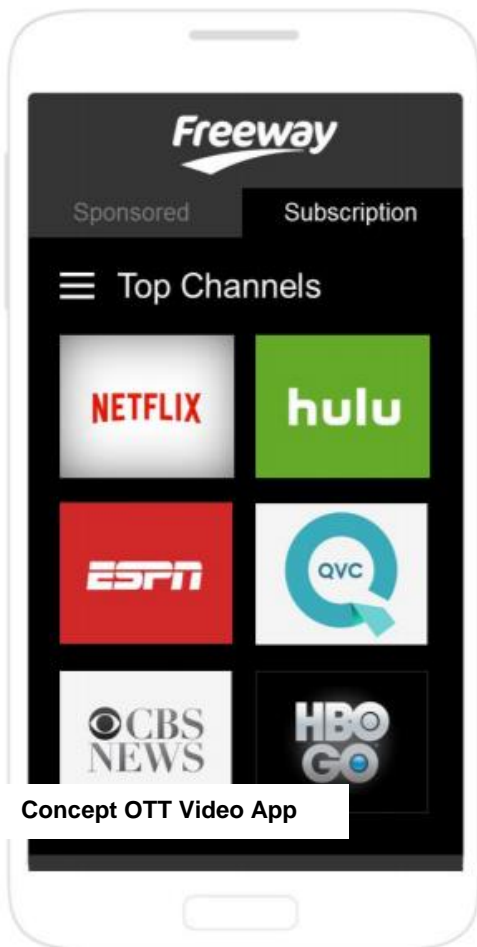 Freeway
Sponsored Subscription
Top Channels
NETFLIX hulu
ESPN QVC
CBS HBO
NEWS GO
Concept OTT Video App